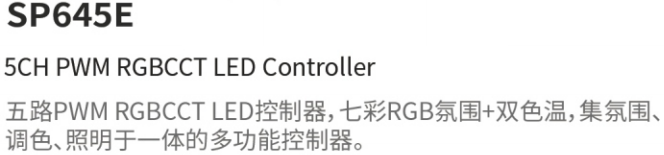 SP645E
5CH PWM RGBCCT LED Controller
五路PWM RGBCCT LED控制器，七彩RGB氛围+双色温，集氛围、
调色、照明于一体的多功能控制器。